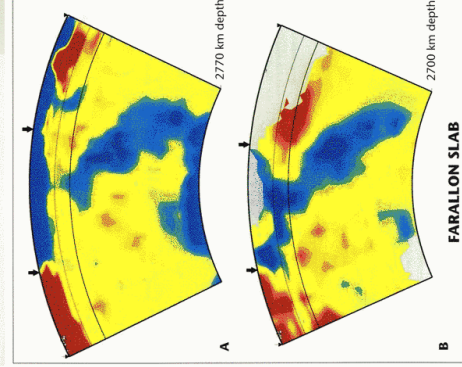 2770 km depth
A
2700 km depth
B
FARALLON SLAB